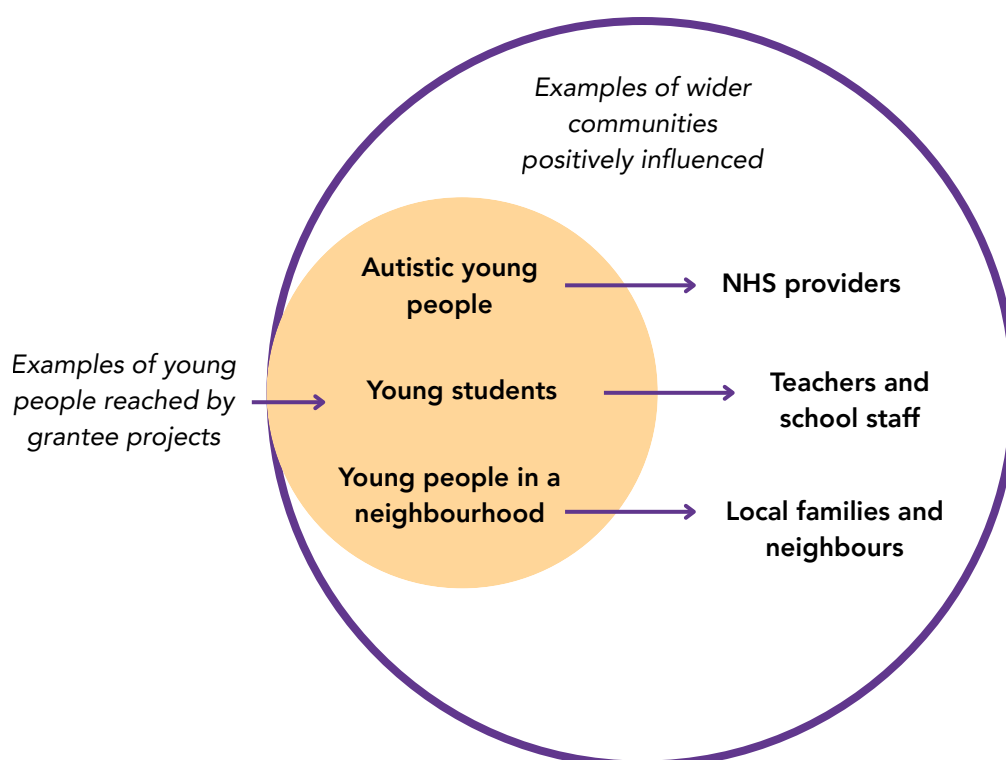 Examples of wider
communities
positively influenced
Examples of young
people reached by
grantee projects
Autistic young
people
NHS providers
Young students
Teachers and
school staff
Young people in a
neighbourhood
Local families and
neighbours